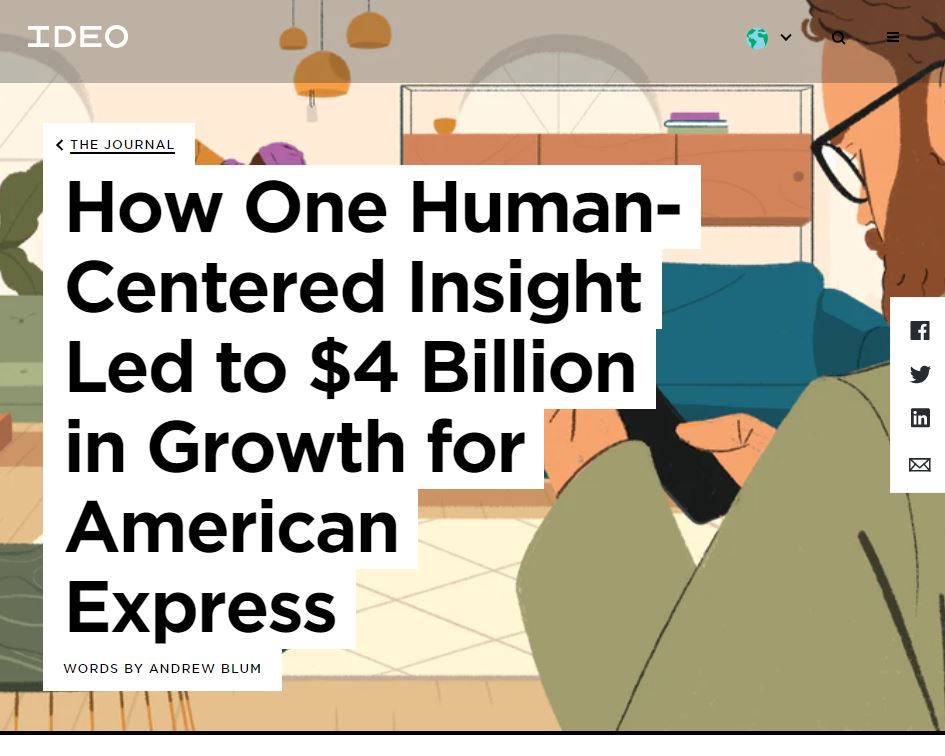 IDEO
THE JOURNAL
How One Human-
Centered Insight
Led to $4 Billion
in Growth for
American
Express
WORDS BY ANDREW BLUM